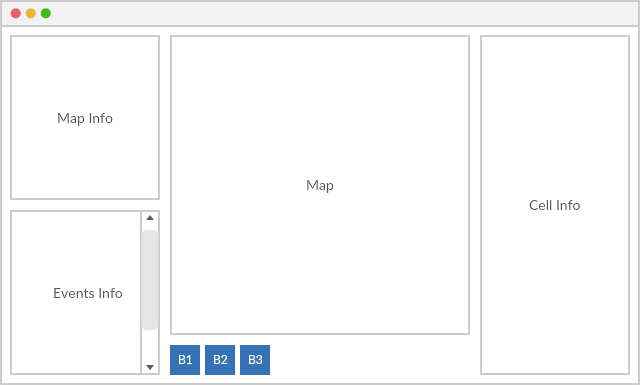 Map Info
Events Info
Map
B1 B2 B3
Cell Info